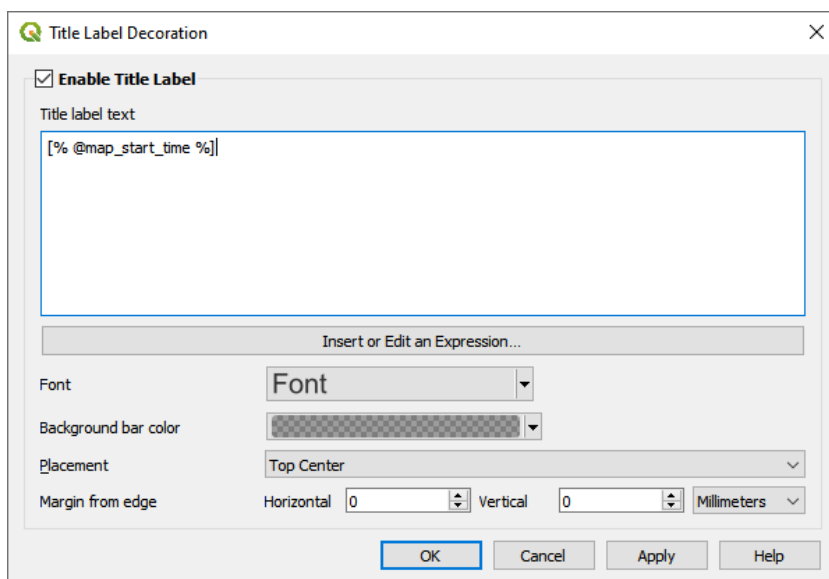 Title Label Decoration
Enable Title Label
Title label text
[% @map_start_time %]
Insert or Edit an Expression...
Font Font
Background bar color
Placement Top Center
Margin from edge Horizontal 0 Vertical 0 Millimeters
OK Cancel Apply Help